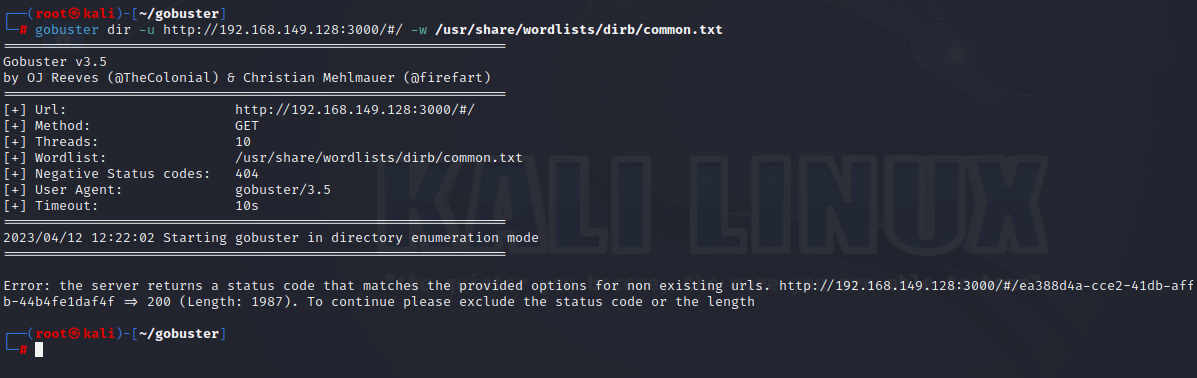 ┌──(root㉿kali)-[~/gobuster]
└─# gobuster dir -u http://192.168.149.128:3000/#/ -w /usr/share/wordlists/dirb/common.txt
===============================================================
Gobuster v3.5
by OJ Reeves (@TheColonial) & Christian Mehlmauer (@firefart)
===============================================================
[+] Url:                     http://192.168.149.128:3000/#/
[+] Method:                  GET
[+] Threads:                 10
[+] Wordlist:                /usr/share/wordlists/dirb/common.txt
[+] Negative Status codes:   404
[+] User Agent:              gobuster/3.5
[+] Timeout:                 10s
===============================================================
2023/04/12 12:22:02 Starting gobuster in directory enumeration mode
===============================================================
KALI LINUX
Error: the server returns a status code that matches the provided options for non existing urls. http://192.168.149.128:3000/#/ea388d4a-cce2-41db-aff
b-44b4fe1daf4f => 200 (Length: 1987). To continue please exclude the status code or the length
┌──(root㉿kali)-[~/gobuster]
└─#